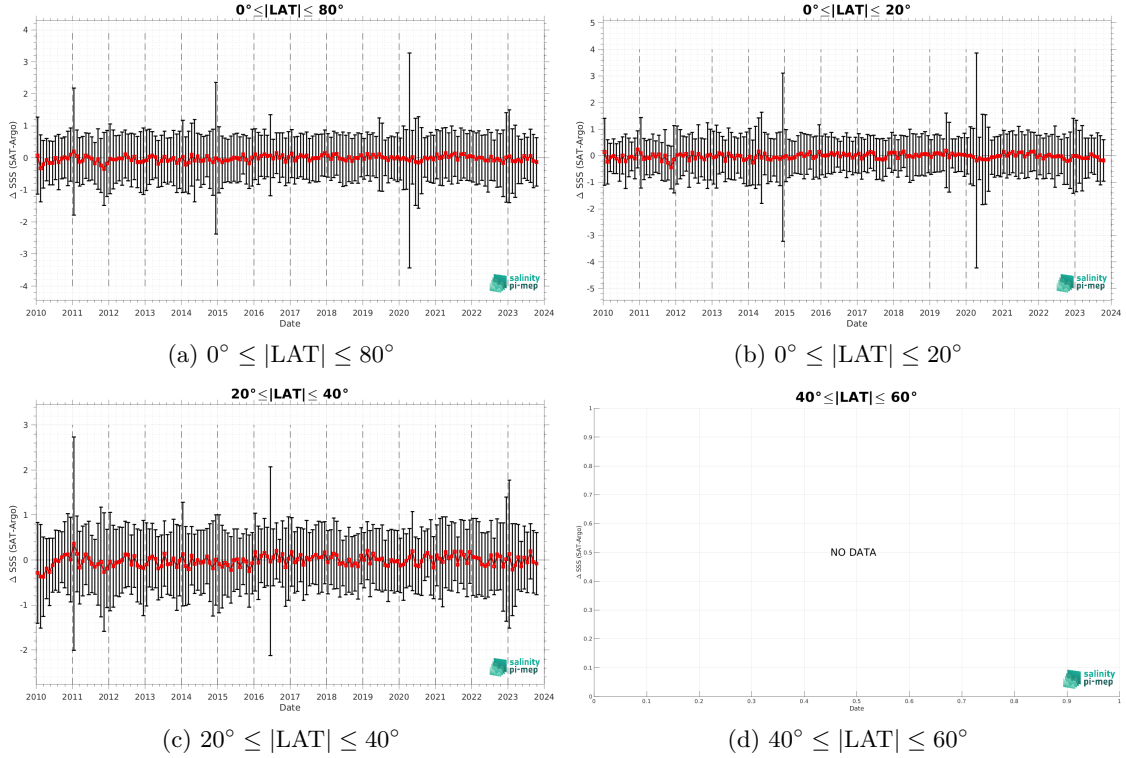 0°≤|LAT|≤ 80°
Δ SSS (SAT-Argo)
4
3
2
1
0
-1
-2
-3
-4
2010 2011 2012 2013 2014 2015 2016 2017 2018 2019 2020 2021 2022 2023 2024
Date
salinity
pi-mep
(a) 0° ≤ |LAT| ≤ 80°
0°≤|LAT|≤ 20°
Δ SSS (SAT-Argo)
5
4
3
2
1
0
-1
-2
-3
-4
-5
2010 2011 2012 2013 2014 2015 2016 2017 2018 2019 2020 2021 2022 2023 2024
Date
salinity
pi-mep
(b) 0° ≤ |LAT| ≤ 20°
20°≤|LAT|≤ 40°
Δ SSS (SAT-Argo)
3
2
1
0
-1
-2
2010 2011 2012 2013 2014 2015 2016 2017 2018 2019 2020 2021 2022 2023 2024
Date
salinity
pi-mep
(c) 20° ≤ |LAT| ≤ 40°
40°≤|LAT|≤ 60°
Δ SSS (SAT-Argo)
1
0.9
0.8
0.7
0.6
0.5
0.4
0.3
0.2
0.1
0
NO DATA
0 0.1 0.2 0.3 0.4 0.5 0.6 0.7 0.8 0.9 1
Date
salinity
pi-mep
(d) 40° ≤ |LAT| ≤ 60°